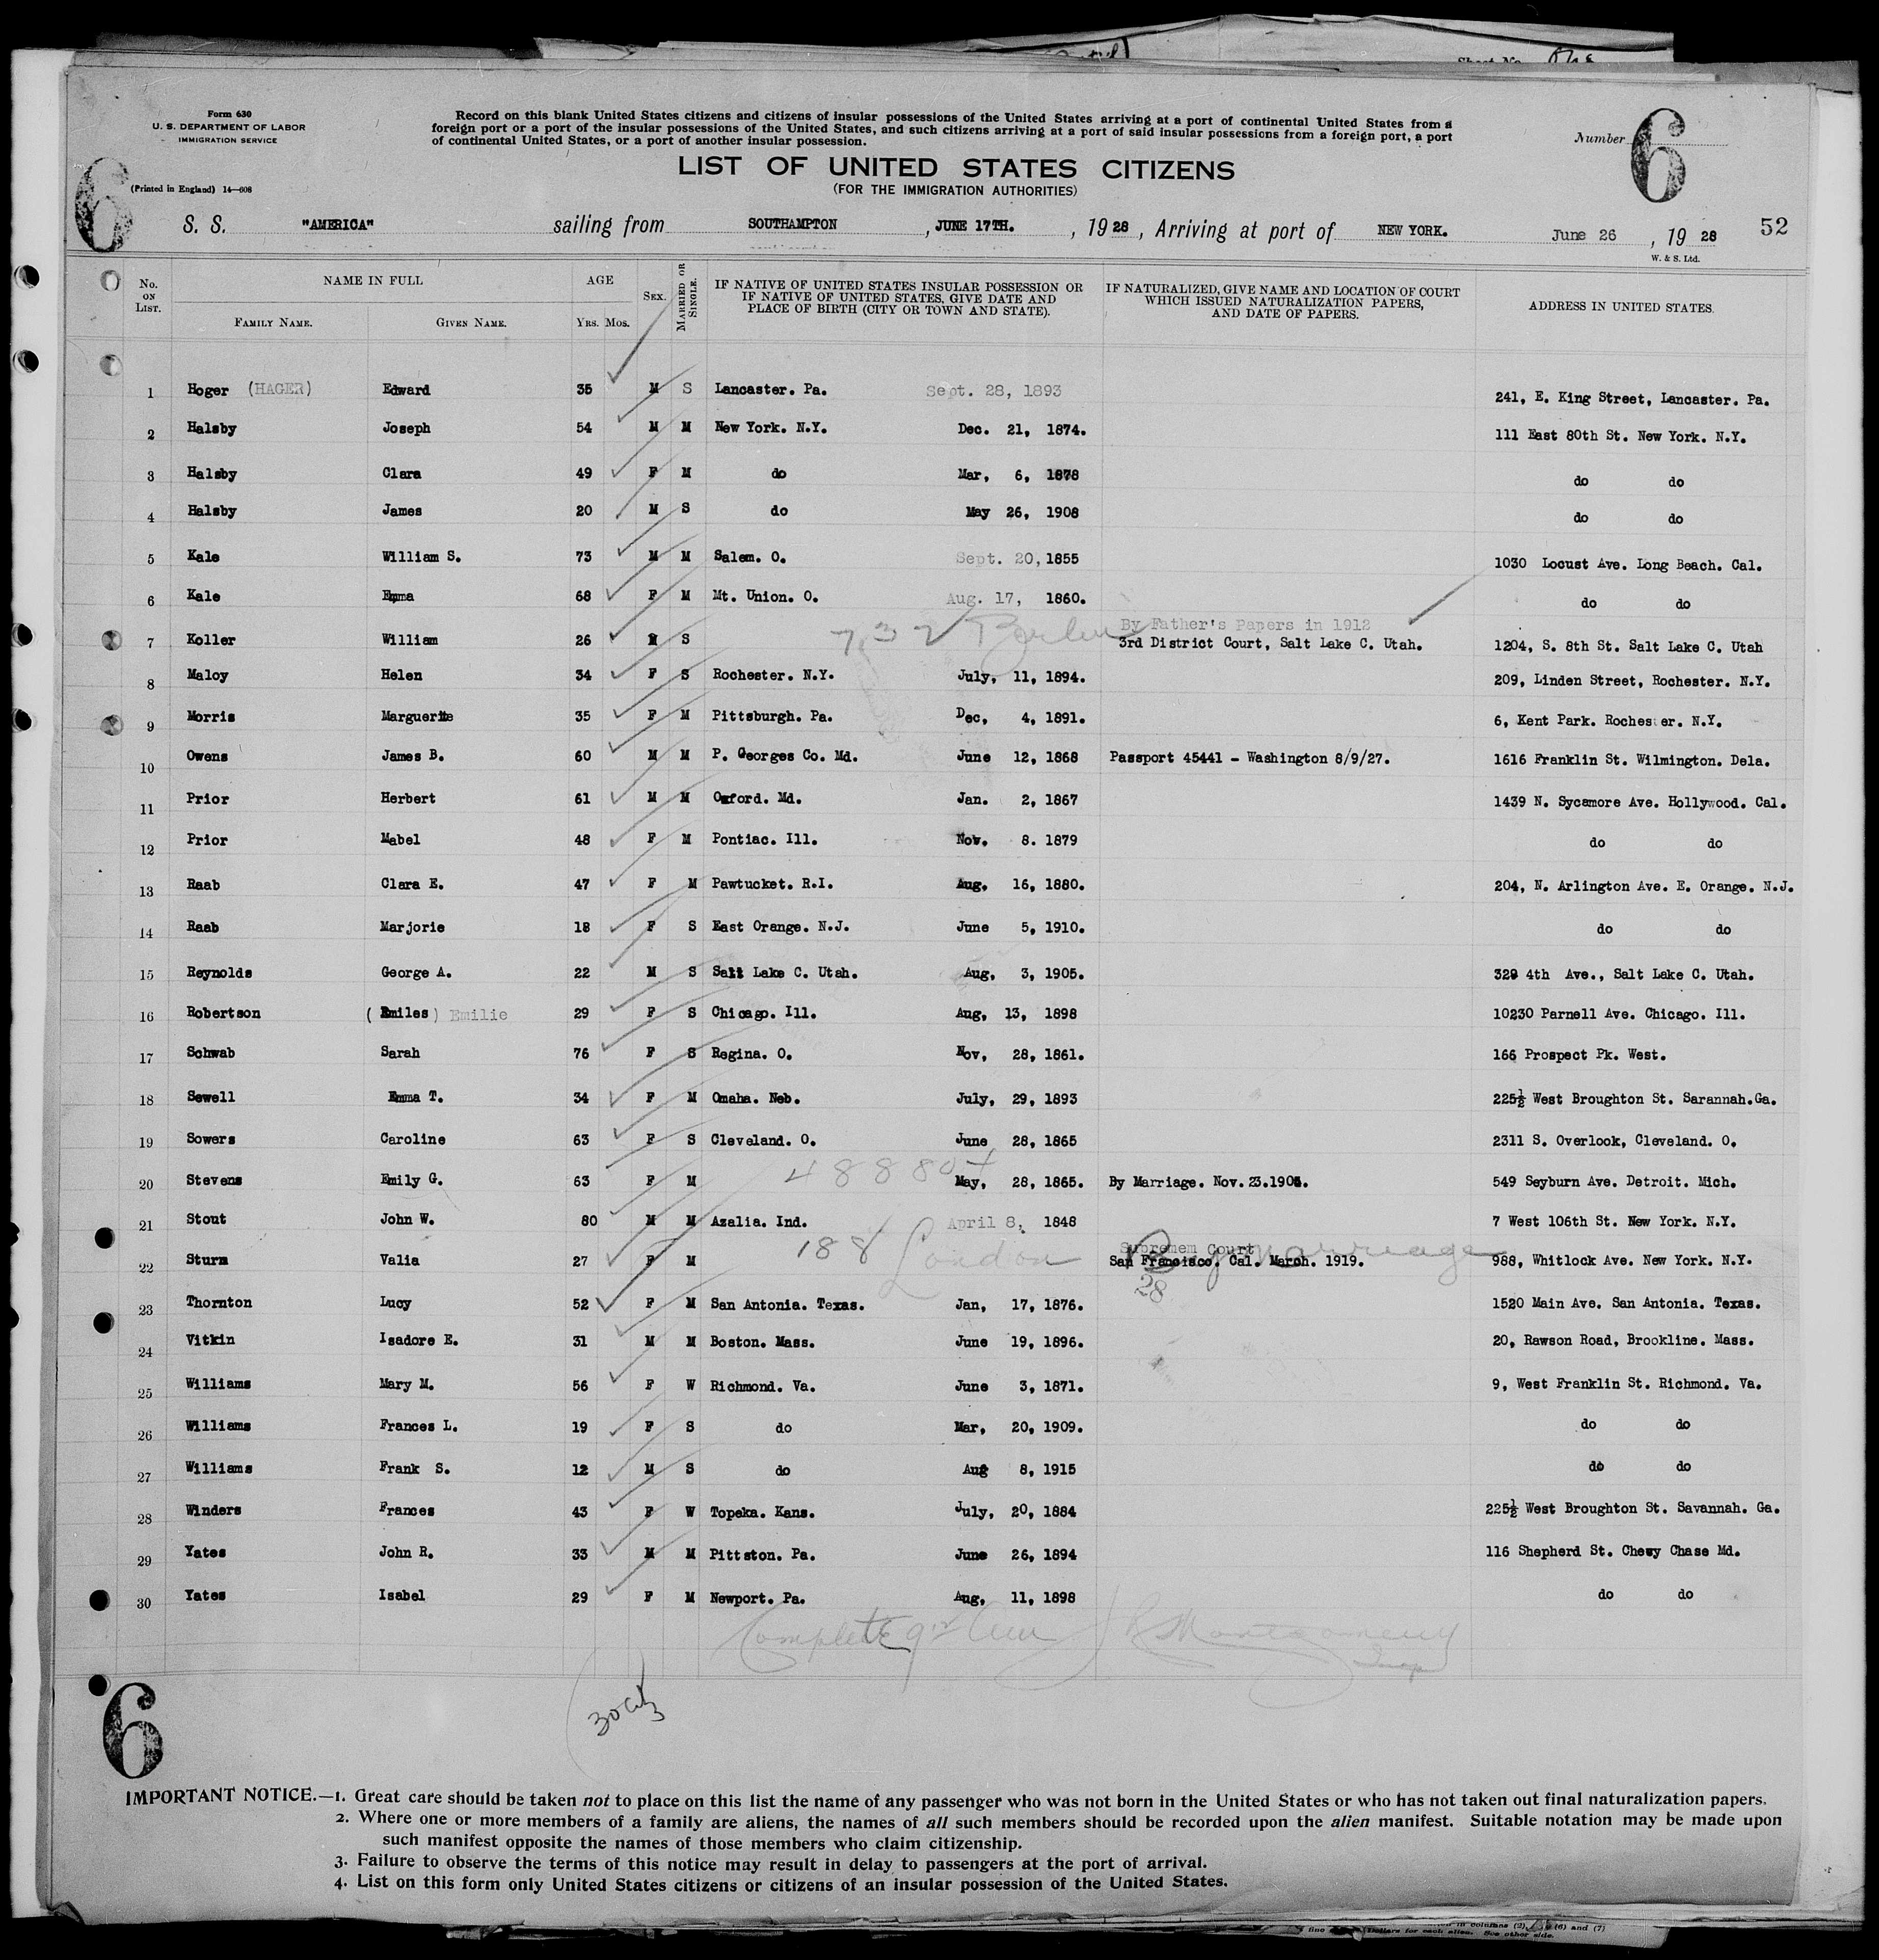 Sheet No. One
Form 630
U. S. DEPARTMENT OF LABOR
IMMIGRATION SERVICE
(Printed in England) 14—608
Record on this blank United States citizens and citizens of insular possessions of the United States arriving at a port of continental United States from a
foreign port or a port of the insular possessions of the United States, and such citizens arriving at a port of said insular possessions from a foreign port, a port
of continental United States, or a port of another insular possession.
Number 6
6
LIST OF UNITED STATES CITIZENS
(FOR THE IMMIGRATION AUTHORITIES)
S. S. "AMERICA" sailing from SOUTHAMPTON, JUNE 17TH., 1928, Arriving at port of NEW YORK. June 26, 1928 52
W. & S. Ltd.
No. ON LIST. NAME IN FULL FAMILY NAME. GIVEN NAME. AGE YRS. MOS. SEX. MARRIED OR SINGLE. IF NATIVE OF UNITED STATES INSULAR POSSESSION OR IF NATIVE OF UNITED STATES, GIVE DATE AND PLACE OF BIRTH (CITY OR TOWN AND STATE). IF NATURALIZED, GIVE NAME AND LOCATION OF COURT WHICH ISSUED NATURALIZATION PAPERS, AND DATE OF PAPERS. ADDRESS IN UNITED STATES.
1 Hoger (HAGER) Edward 35 M S Lancaster. Pa. Sept. 28, 1893 241, E. King Street, Lancaster. Pa.
2 Halsby Joseph 54 M M New York. N.Y. Dec. 21, 1874. 111 East 80th St. New York. N.Y.
3 Halsby Clara 49 F M do Mar, 6, 1878 do do
4 Halsby James 20 M S do May 26, 1908 do do
5 Kale William S. 73 M M Salem. O. Sept. 20, 1855 1030 Locust Ave. Long Beach. Cal.
6 Kale Emma 68 F M Mt. Union. O. Aug. 17, 1860. do do
7 Koller William 26 M S 732 Berlin By Father's Papers in 1912
3rd District Court, Salt Lake C. Utah. 1204, S. 8th St. Salt Lake C. Utah
8 Maloy Helen 34 F S Rochester. N.Y. July, 11, 1894. 209, Linden Street, Rochester. N.Y.
9 Morris Marguerite 35 F M Pittsburgh. Pa. Dec, 4, 1891. 6, Kent Park. Rochester. N.Y.
10 Owens James B. 60 M M P. Georges Co. Md. June 12, 1868 Passport 45441 - Washington 8/9/27. 1616 Franklin St. Wilmington. Dela.
11 Prior Herbert 61 M M Oxford. Md. Jan. 2, 1867 1439 N. Sycamore Ave. Hollywood. Cal.
12 Prior Mabel 48 F M Pontiac. Ill. Nov. 8. 1879 do do
13 Raab Clara E. 47 F M Pawtucket. R.I. Aug. 16, 1880. 204, N. Arlington Ave. E. Orange. N.J.
14 Raab Marjorie 18 F S East Orange. N.J. June 5, 1910. do do
15 Reynolds George A. 22 M S Salt Lake C. Utah. Aug, 3, 1905. 329 4th Ave., Salt Lake C. Utah.
16 Robertson (Emiles) Emilie 29 F S Chicago. Ill. Aug, 13, 1898 10230 Parnell Ave. Chicago. Ill.
17 Schwab Sarah 76 F S Regina. O. Nov, 28, 1861. 166 Prospect Pk. West.
18 Sewell Emma T. 34 F M Omaha. Neb. July, 29, 1893 225½ West Broughton St. Sarannah.Ga.
19 Sowers Caroline 63 F S Cleveland. O. June 28, 1865 2311 S. Overlook, Cleveland. O.
20 Stevens Emily G. 63 F M 488804 May, 28, 1865. By Marriage. Nov. 23.1905. 549 Seyburn Ave. Detroit. Mich.
21 Stout John W. 80 M M Azalia. Ind. April 8, 1848 7 West 106th St. New York. N.Y.
22 Sturm Valia 27 F M 188 London Supremem Court By marriage
San Francisco. Cal. March. 1919. 988, Whitlock Ave. New York. N.Y.
28
23 Thornton Lucy 52 F M San Antonia. Texas. Jan, 17, 1876. 1520 Main Ave. San Antonia. Texas.
24 Vitkin Isadore E. 31 M M Boston. Mass. June 19, 1896. 20, Rawson Road, Brookline. Mass.
25 Williams Mary M. 56 F W Richmond. Va. June 3, 1871. 9, West Franklin St. Richmond. Va.
26 Williams Frances L. 19 F S do Mar, 20, 1909. do do
27 Williams Frank S. 12 M S do Aug 8, 1915 do do
28 Winders Frances 43 F W Topeka. Kans. July, 20, 1884 225½ West Broughton St. Savannah. Ga.
29 Yates John R. 33 M M Pittston. Pa. June 26, 1894 116 Shepherd St. Chewy Chase Md.
30 Yates Isabel 29 F M Newport. Pa. Aug, 11, 1898 do do
Complete Montgomery
30
6
IMPORTANT NOTICE.—1. Great care should be taken not to place on this list the name of any passenger who was not born in the United States or who has not taken out final naturalization papers.
2. Where one or more members of a family are aliens, the names of all such members should be recorded upon the alien manifest. Suitable notation may be made upon
such manifest opposite the names of those members who claim citizenship.
3. Failure to observe the terms of this notice may result in delay to passengers at the port of arrival.
4. List on this form only United States citizens or citizens of an insular possession of the United States.
in columns (2), (6) and (7)
Dollars for each alien. See other side.